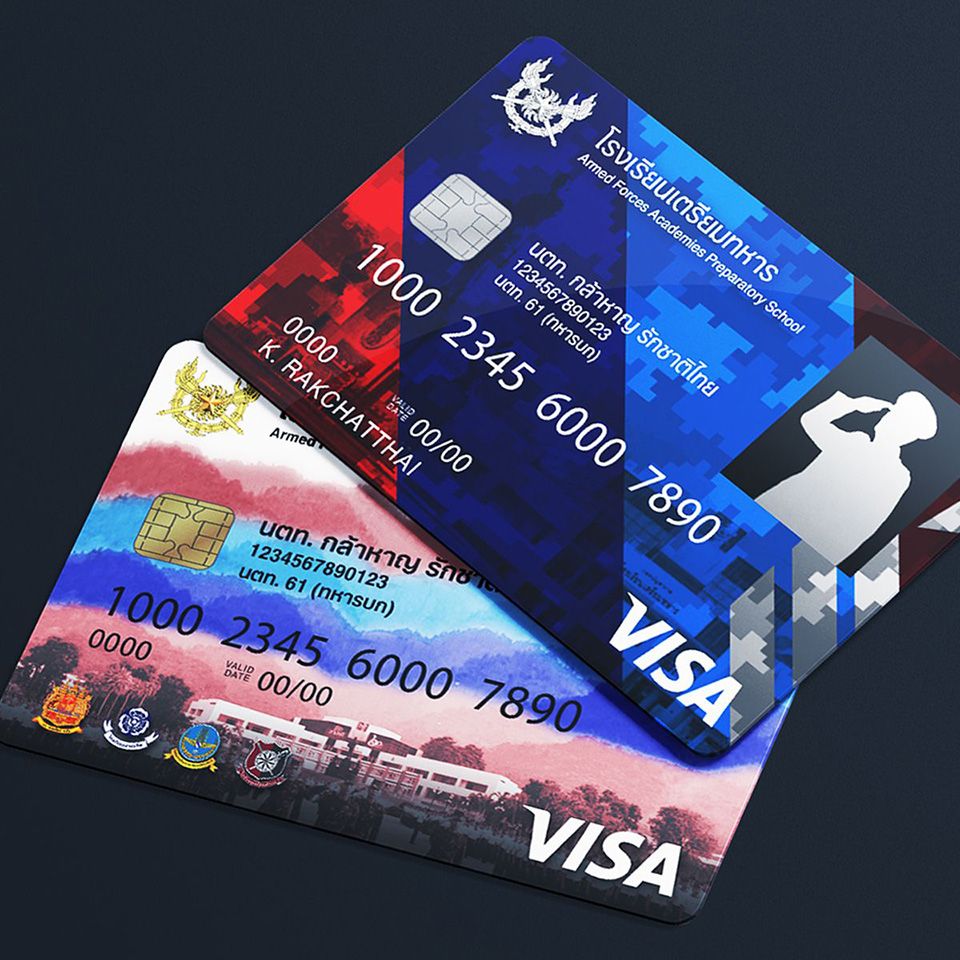 โรงเรียนเตรียมทหาร
Armed Forces Academies Preparatory School
นตท. กล้าหาญ รักชาติไทย
1234567890123
นตท. 61 (ทหารบก)
1000 2345 6000 7890
0000
VALID DATE 00/00
K. RAKCHATTHAI
VISA
Armed
นตท. กล้าหาญ รักชา
1234567890123
นตท. 61 (ทหารบก)
1000 2345 6000 7890
0000
VALID DATE 00/00
VISA